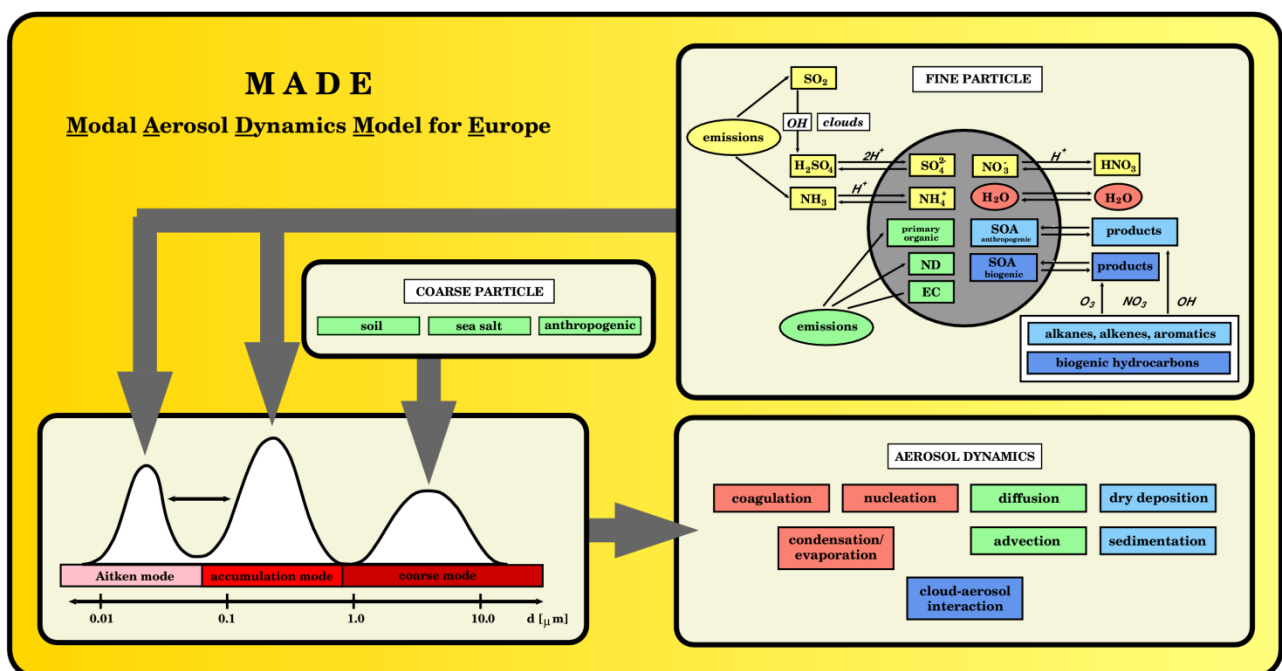 M A D E
Modal Aerosol Dynamics Model for Europe
FINE PARTICLE
SO₂
OH clouds
emissions
H₂SO₄ 2H⁺ SO₄²⁻ NO₃⁻ H⁺ HNO₃
NH₃ H⁺ NH₄⁺ H₂O H₂O
primary organic
SOA anthropogenic
products
ND
SOA biogenic
products
EC
emissions
O₃ NO₃ OH
alkanes, alkenes, aromatics
biogenic hydrocarbons
COARSE PARTICLE
soil sea salt anthropogenic
Aitken mode accumulation mode coarse mode
0.01 0.1 1.0 10.0 d [μm]
AEROSOL DYNAMICS
coagulation nucleation diffusion dry deposition
condensation/
evaporation
advection sedimentation
cloud-aerosol
interaction